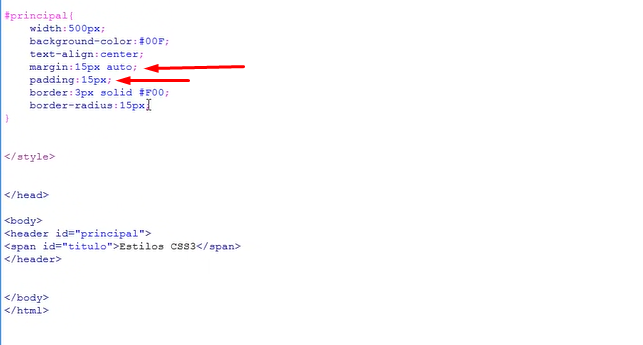 #principal{
width:500px;
background-color:#00F;
text-align:center;
margin:15px auto;
padding:15px;
border:3px solid #F00;
border-radius:15px
}
</style>
</head>
<body>
<header id="principal">
<span id="titulo">Estilos CSS3</span>
</header>
</body>
</html>